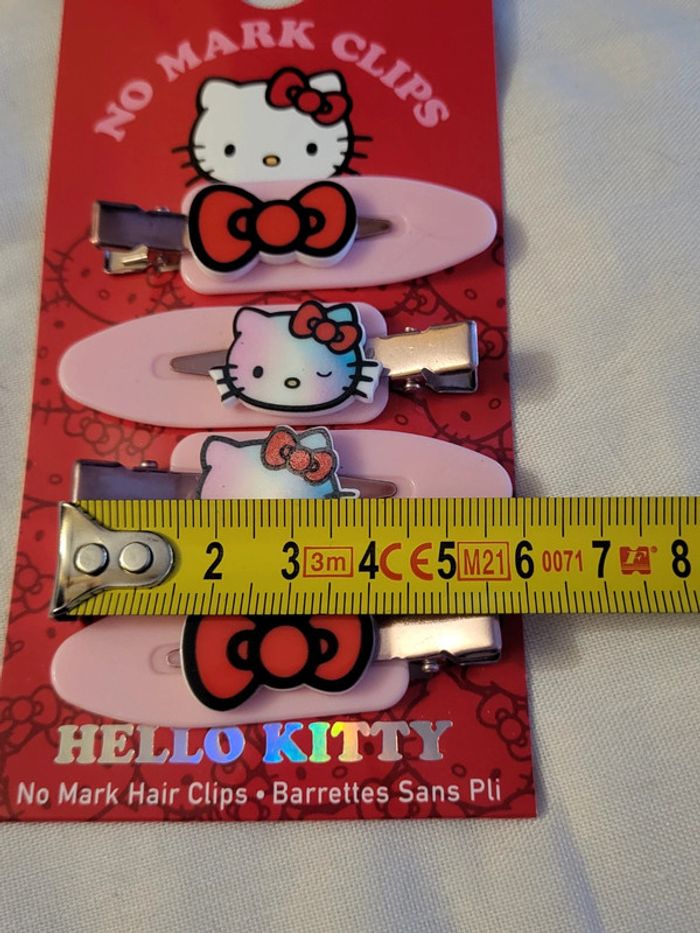 NO MARK CLIPS
2 3 3m 4 CE 5 M21 6 0071 7 8
HELLO KITTY
No Mark Hair Clips • Barrettes Sans Pli